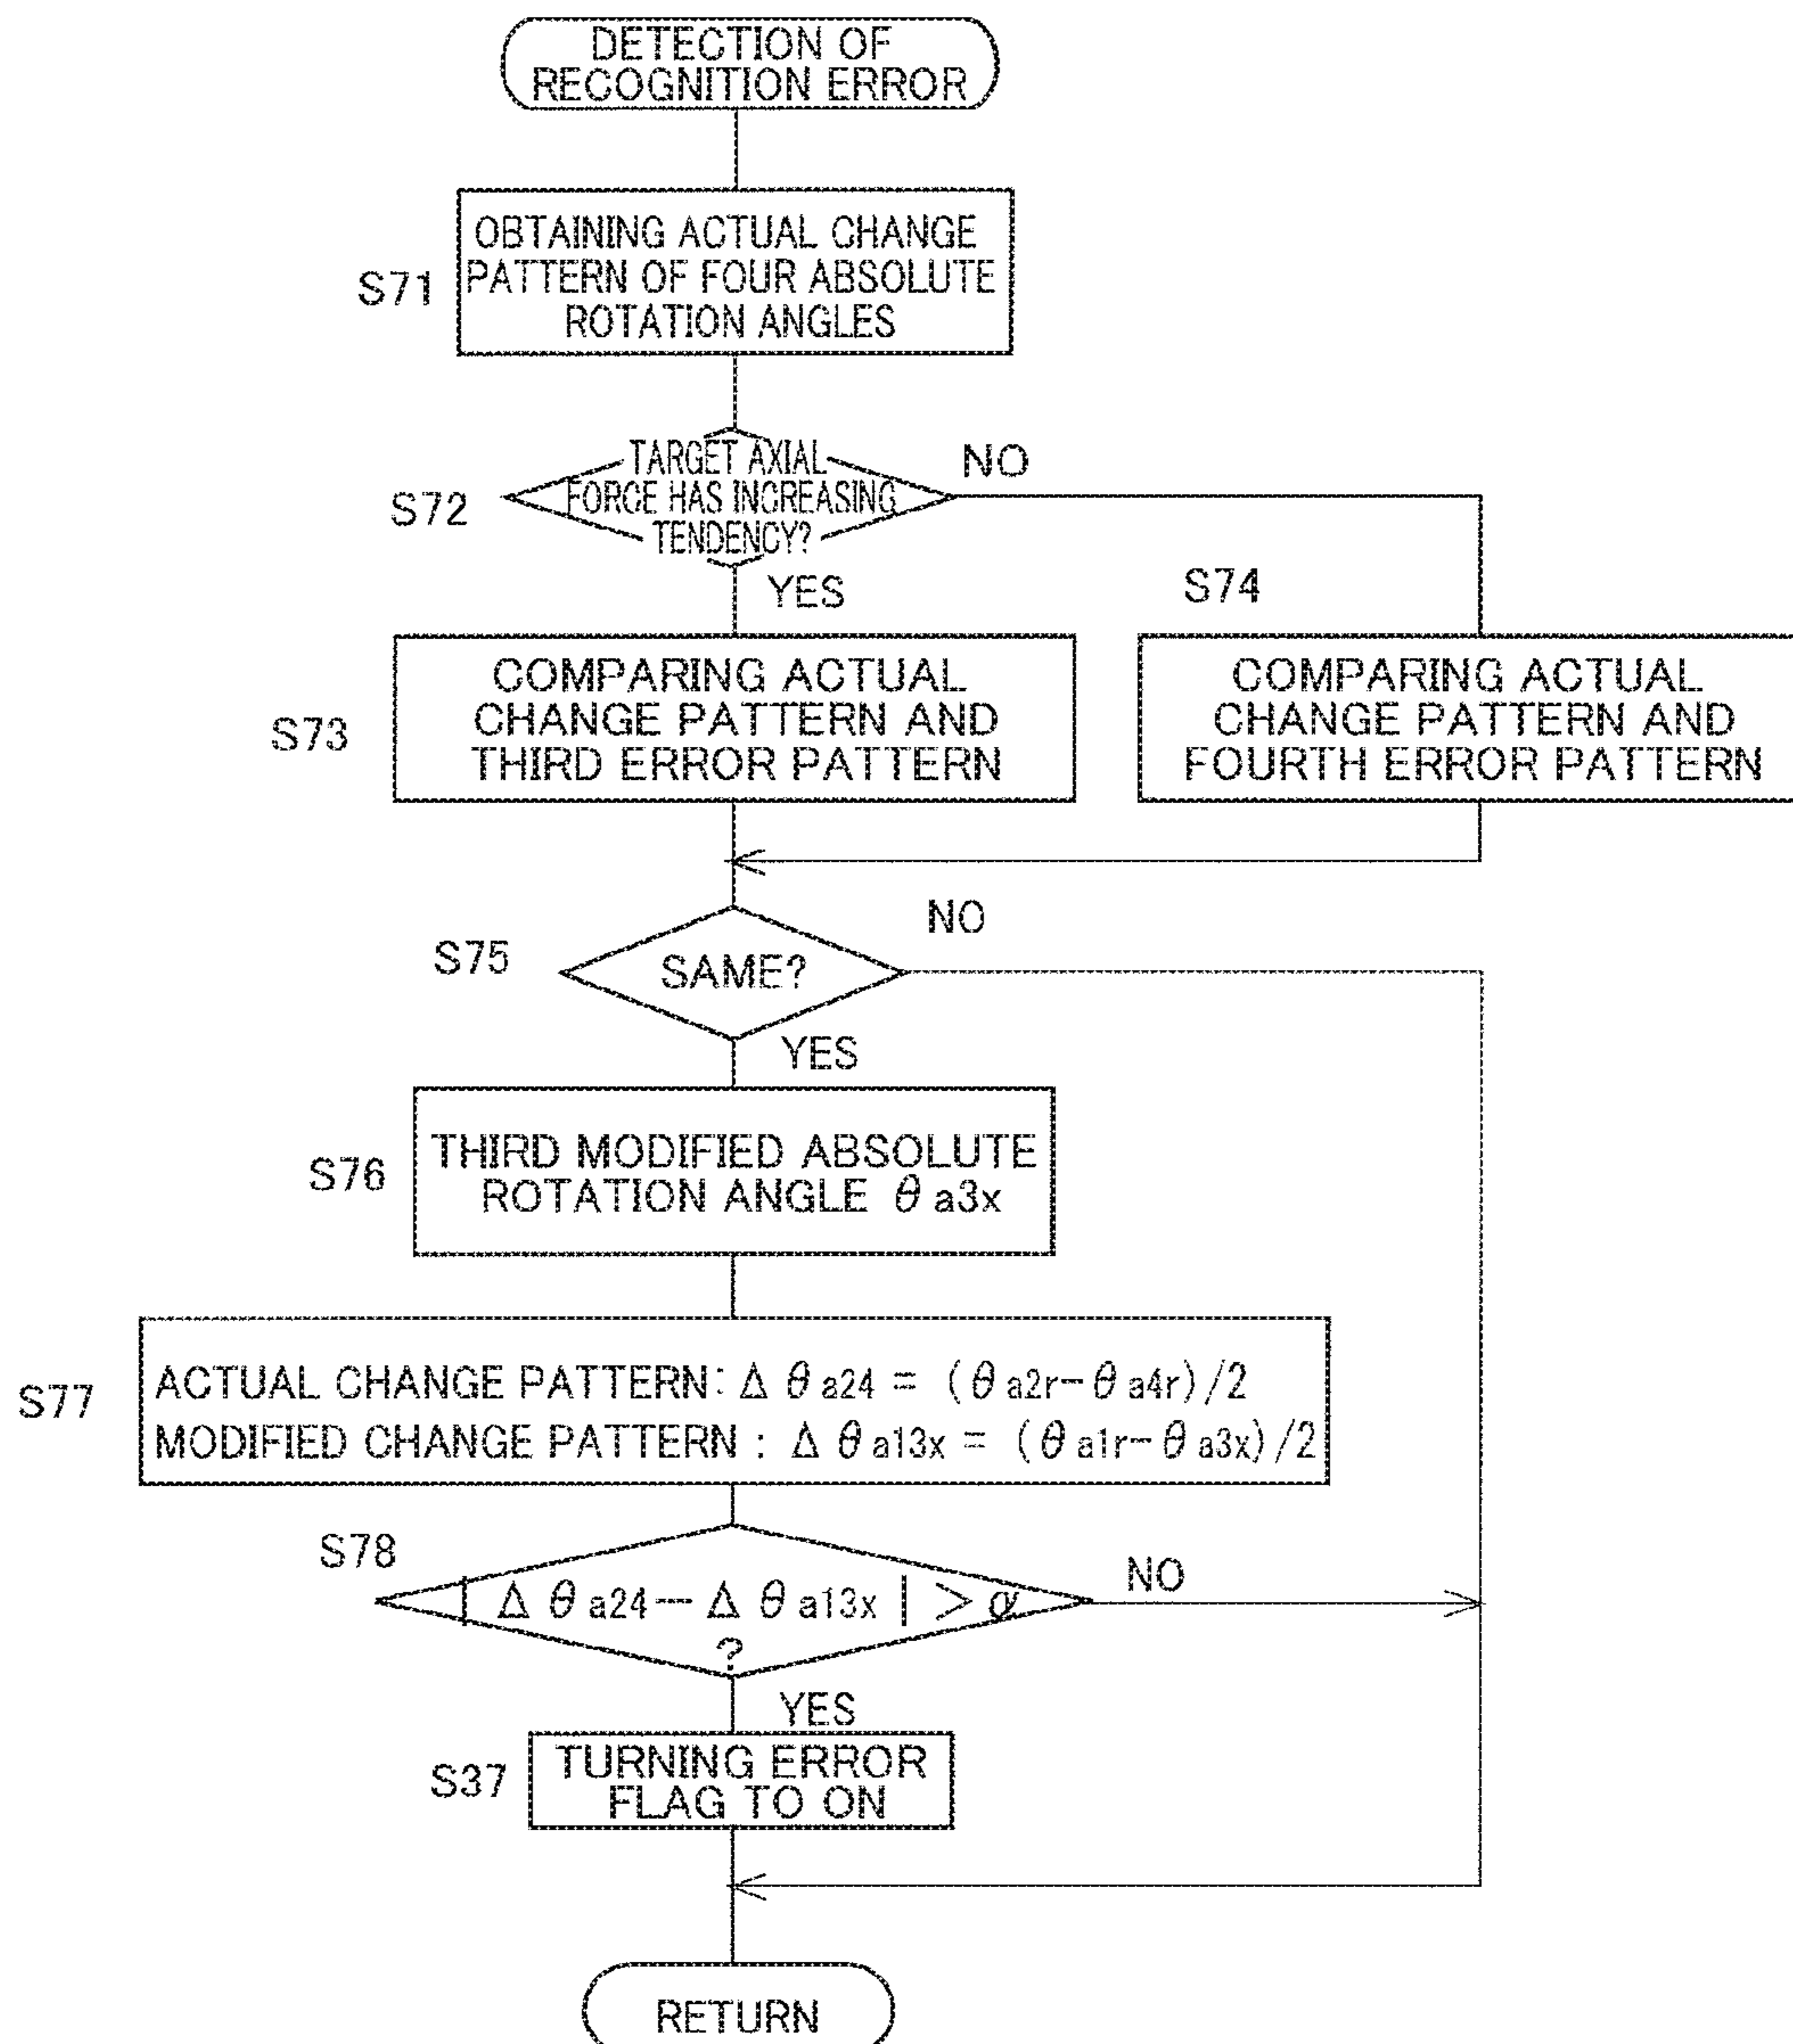 DETECTION OF
RECOGNITION ERROR
S71
OBTAINING ACTUAL CHANGE
PATTERN OF FOUR ABSOLUTE
ROTATION ANGLES
S72
TARGET AXIAL
FORCE HAS INCREASING
TENDENCY?
NO
YES
S73
COMPARING ACTUAL
CHANGE PATTERN AND
THIRD ERROR PATTERN
S74
COMPARING ACTUAL
CHANGE PATTERN AND
FOURTH ERROR PATTERN
S75
SAME?
NO
YES
S76
THIRD MODIFIED ABSOLUTE
ROTATION ANGLE θa3x
S77
ACTUAL CHANGE PATTERN: Δθa24 = (θa2r-θa4r)/2
MODIFIED CHANGE PATTERN : Δθa13x = (θa1r-θa3x)/2
S78
| Δθa24-Δθa13x | > α
?
NO
YES
S37
TURNING ERROR
FLAG TO ON
RETURN